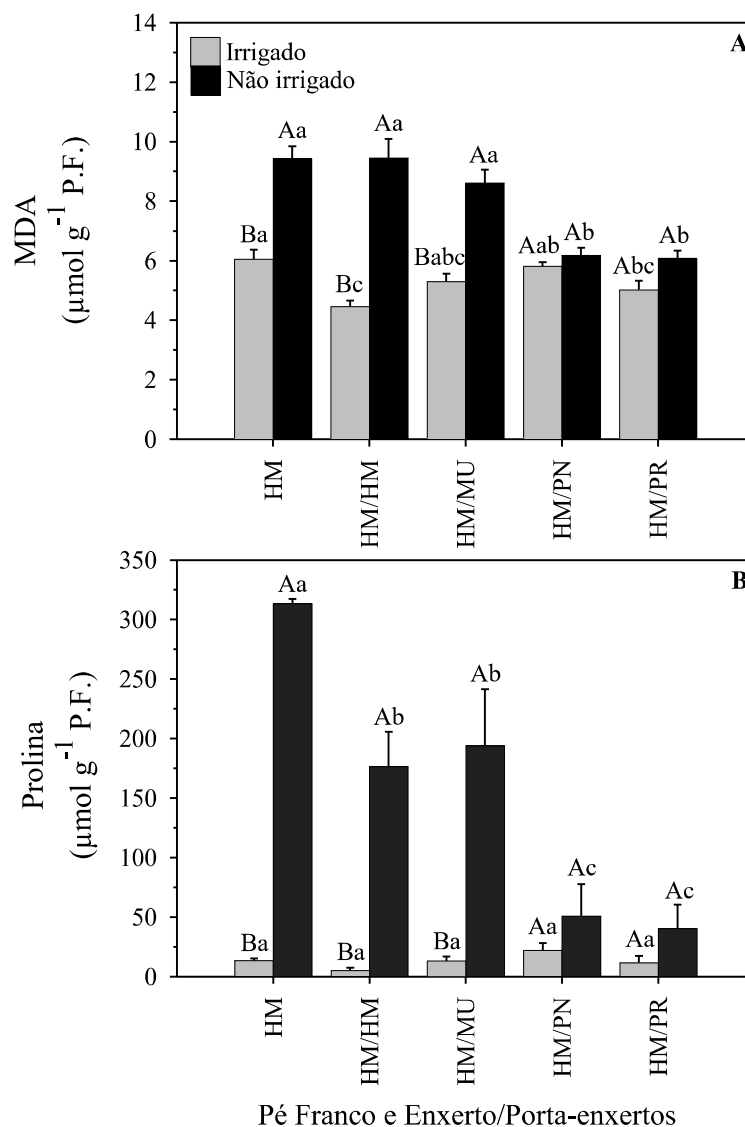 14
A
Irrigado
Não irrigado
12
Aa
Aa
Aa
10
MDA
(µmol g⁻¹ P.F.)
8
Ba
Babc
Aab
Ab
Abc
Ab
6
Bc
4
2
0
HM
HM/HM
HM/MU
HM/PN
HM/PR
350
B
Aa
300
250
Ab
Ab
Prolina
(µmol g⁻¹ P.F.)
200
150
100
Ac
Ac
50
Ba
Ba
Ba
Aa
Aa
0
HM
HM/HM
HM/MU
HM/PN
HM/PR
Pé Franco e Enxerto/Porta-enxertos